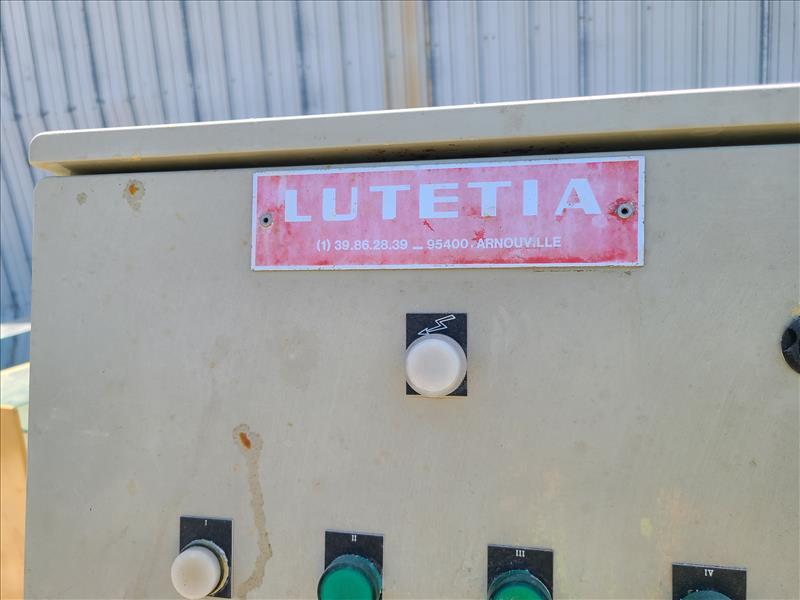 LUTETIA
(1) 39.86.28.39 — 95400. ARNOUVILLE
I
II
III
IV